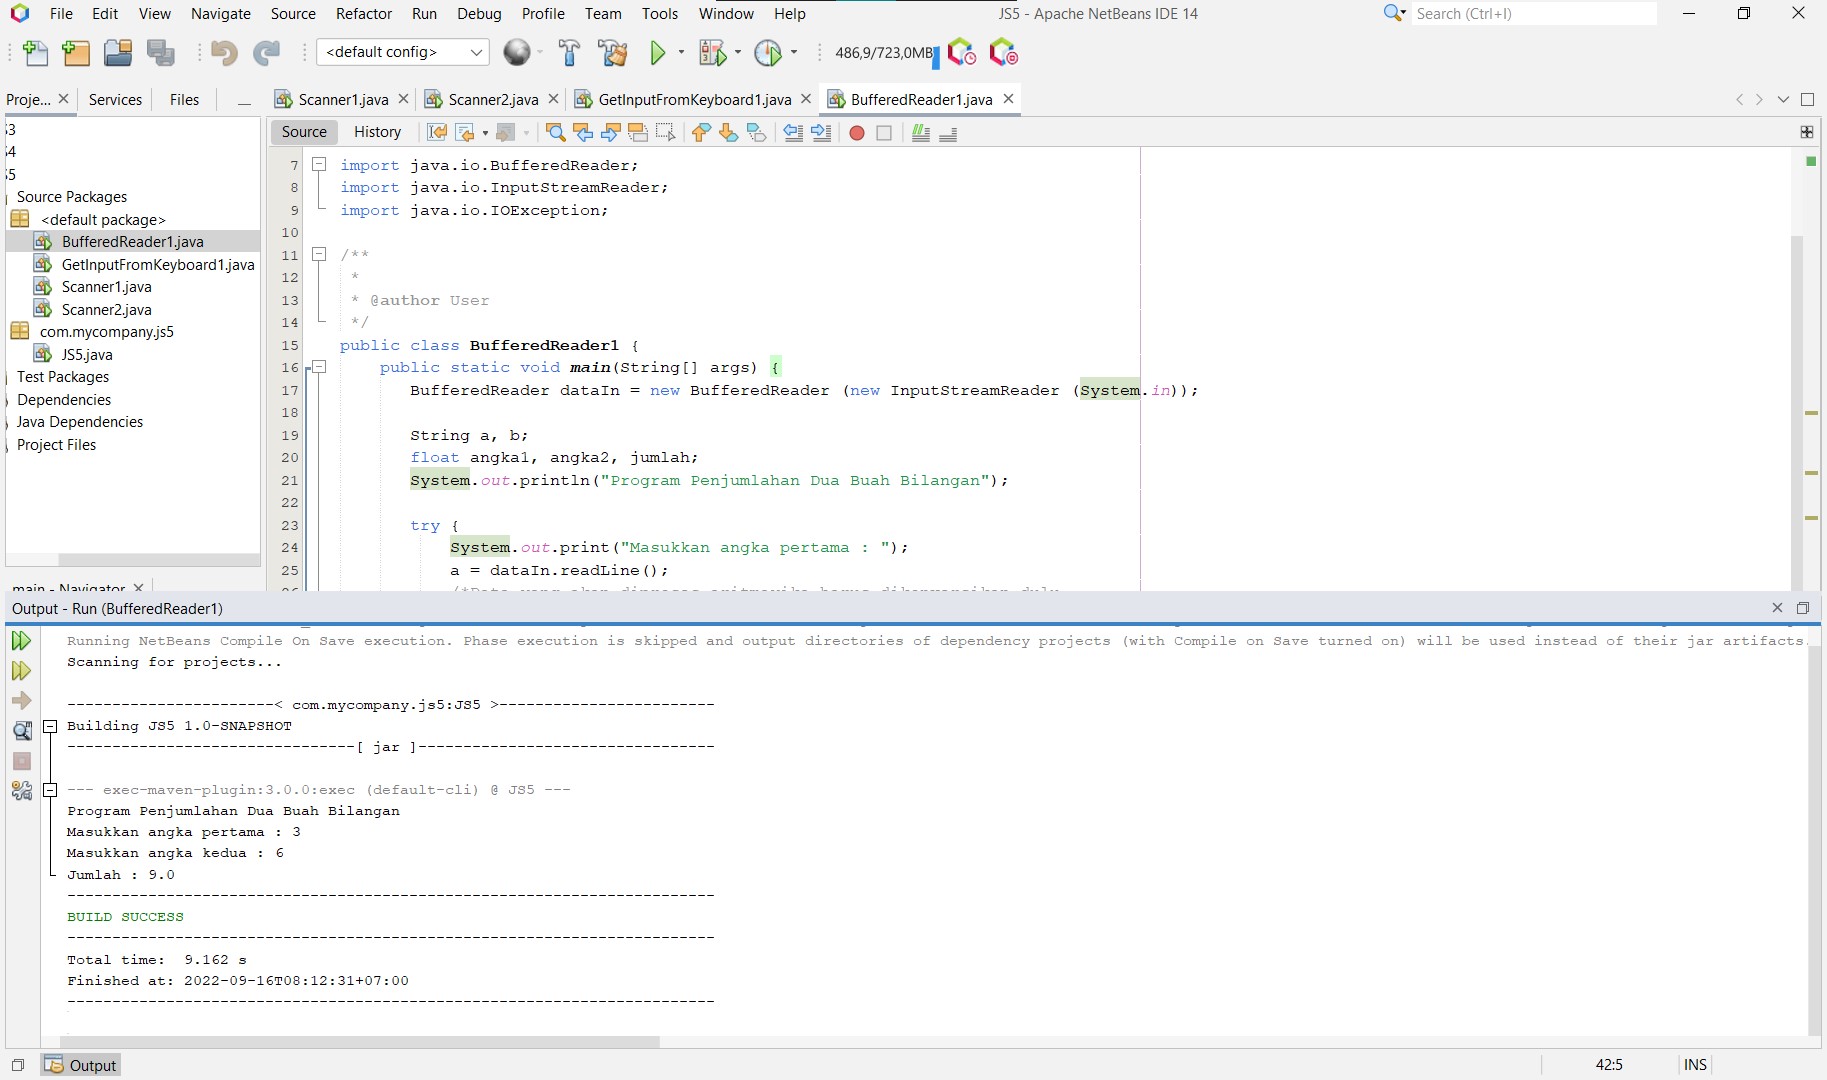 File Edit View Navigate Source Refactor Run Debug Profile Team Tools Window Help JS5 - Apache NetBeans IDE 14 Search (Ctrl+I)
<default config> 486,9/723,0MB
Proje... Services Files Scanner1.java Scanner2.java GetInputFromKeyboard1.java BufferedReader1.java
Source History
Source Packages
<default package>
BufferedReader1.java
GetInputFromKeyboard1.java
Scanner1.java
Scanner2.java
com.mycompany.js5
JS5.java
Test Packages
Dependencies
Java Dependencies
Project Files
main - Navigator
7 import java.io.BufferedReader;
8 import java.io.InputStreamReader;
9 import java.io.IOException;
10
11 /**
12 *
13 * @author User
14 */
15 public class BufferedReader1 {
16 public static void main(String[] args) {
17 BufferedReader dataIn = new BufferedReader (new InputStreamReader (System.in));
18
19 String a, b;
20 float angka1, angka2, jumlah;
21 System.out.println("Program Penjumlahan Dua Buah Bilangan");
22
23 try {
24 System.out.print("Masukkan angka pertama : ");
25 a = dataIn.readLine();
Output - Run (BufferedReader1)
Running NetBeans Compile On Save execution. Phase execution is skipped and output directories of dependency projects (with Compile on Save turned on) will be used instead of their jar artifacts.
Scanning for projects...
-----------------------< com.mycompany.js5:JS5 >------------------------
Building JS5 1.0-SNAPSHOT
--------------------------------[ jar ]---------------------------------
--- exec-maven-plugin:3.0.0:exec (default-cli) @ JS5 ---
Program Penjumlahan Dua Buah Bilangan
Masukkan angka pertama : 3
Masukkan angka kedua : 6
Jumlah : 9.0
------------------------------------------------------------------------
BUILD SUCCESS
------------------------------------------------------------------------
Total time:  9.162 s
Finished at: 2022-09-16T08:12:31+07:00
------------------------------------------------------------------------
Output 42:5 INS